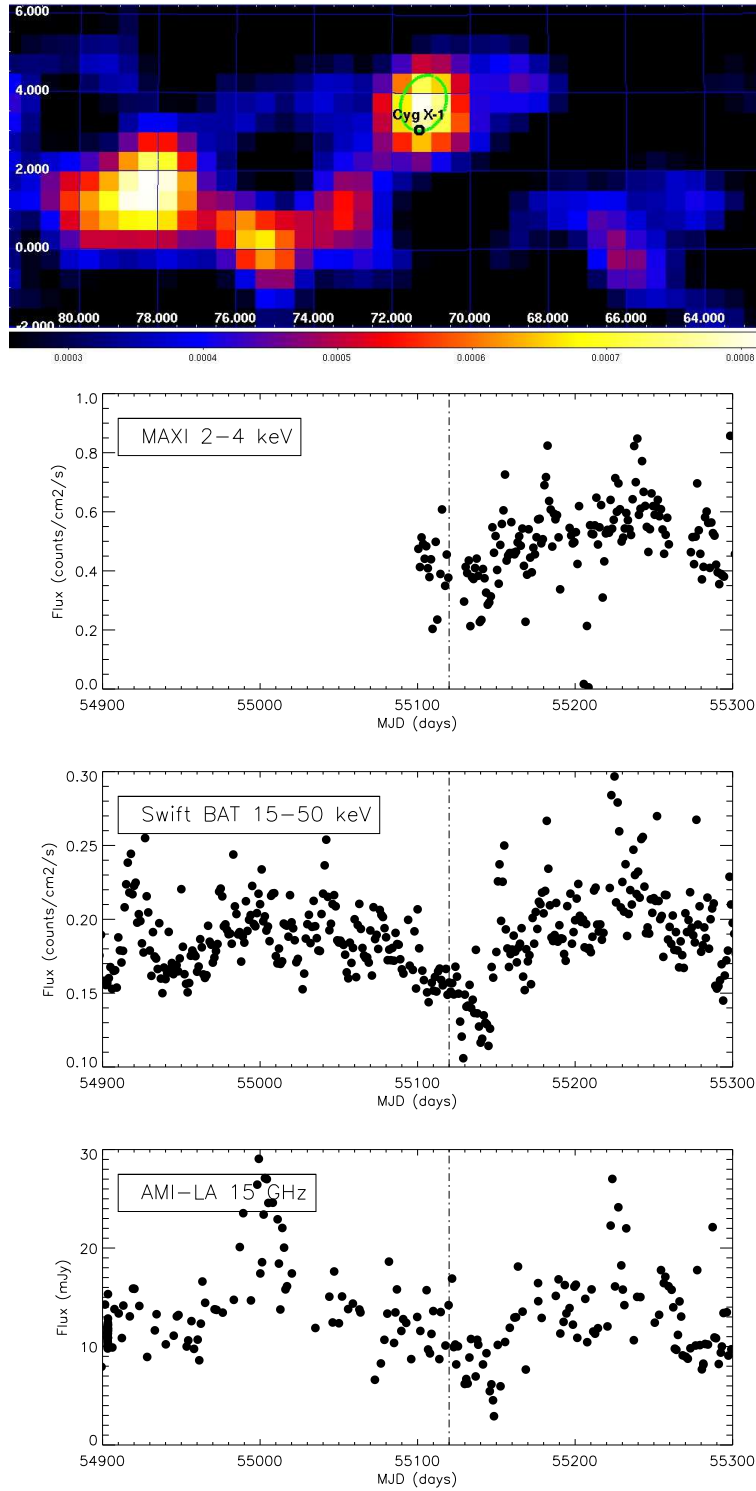 6.000
4.000
Cyg X-1
2.000
0.000
-2.000
80.000 78.000 76.000 74.000 72.000 70.000 68.000 66.000 64.000
0.0003 0.0004 0.0005 0.0006 0.0007 0.0008
1.0
MAXI 2-4 keV
0.8
0.6
0.4
0.2
0.0
Flux (counts/cm2/s)
54900 55000 55100 55200 55300
MJD (days)
0.30
Swift BAT 15-50 keV
0.25
0.20
0.15
0.10
Flux (counts/cm2/s)
54900 55000 55100 55200 55300
MJD (days)
30
AMI-LA 15 GHz
20
10
0
Flux (mJy)
54900 55000 55100 55200 55300
MJD (days)